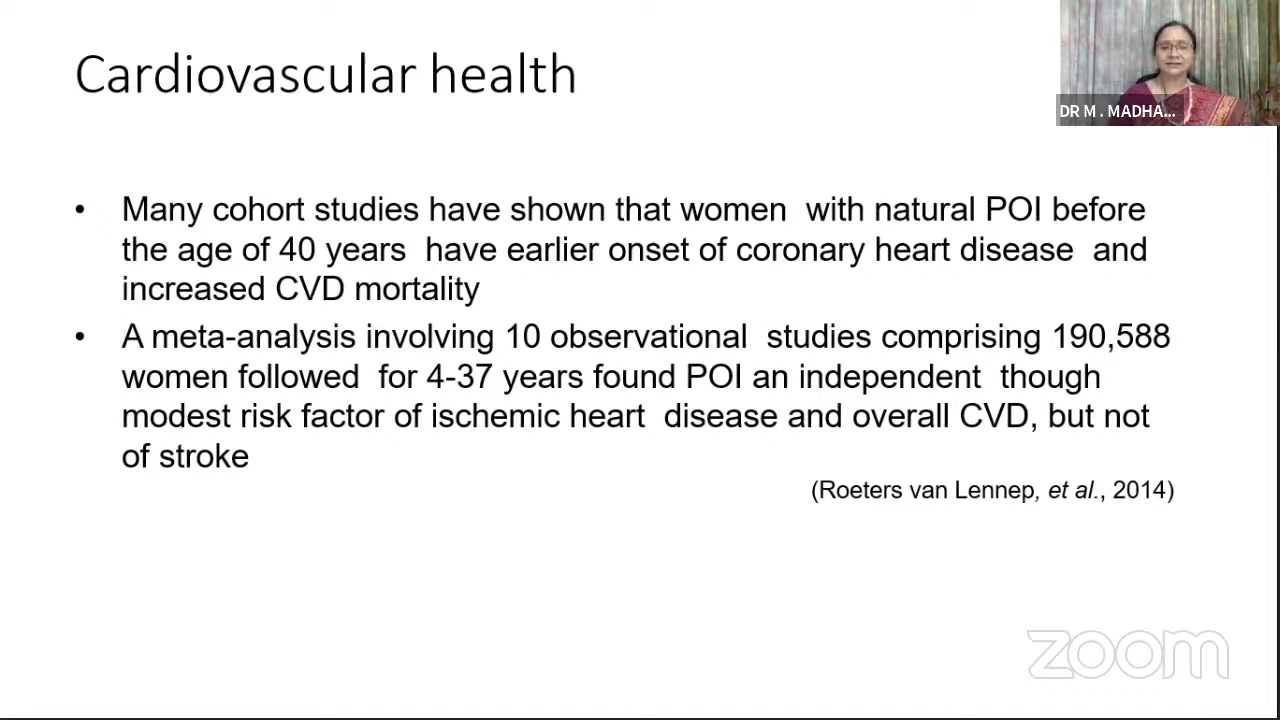 Cardiovascular health
DR M . MADHA...
• Many cohort studies have shown that women with natural POI before
the age of 40 years have earlier onset of coronary heart disease and
increased CVD mortality
• A meta-analysis involving 10 observational studies comprising 190,588
women followed for 4-37 years found POI an independent though
modest risk factor of ischemic heart disease and overall CVD, but not
of stroke
(Roeters van Lennep, et al., 2014)
zoom